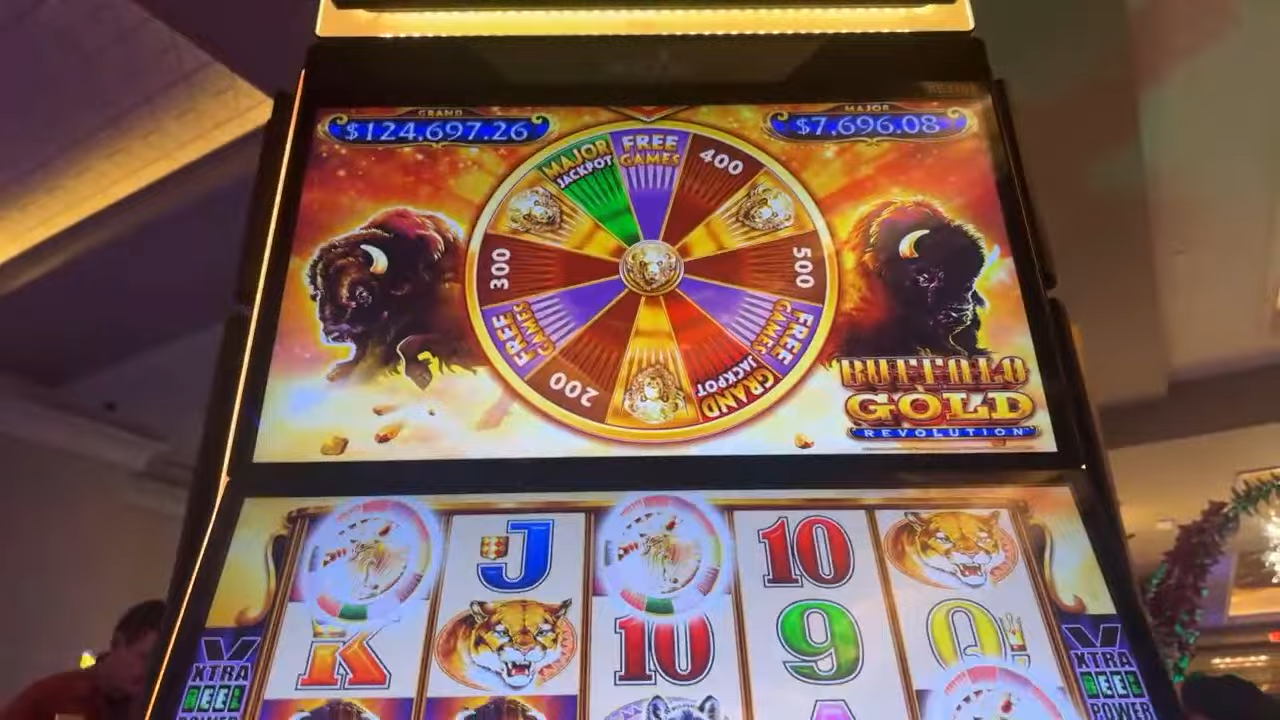 GRAND
$124,697.26
MAJOR
$7,696.08
MAJOR
JACKPOT
FREE
GAMES
400
500
FREE
GAMES
GRAND
JACKPOT
200
FREE
GAMES
300
BUFFALO
GOLD
REVOLUTION
J
10
K
10
9
Q
XTRA
REEL
POWER
XTRA
REEL
POWER
A